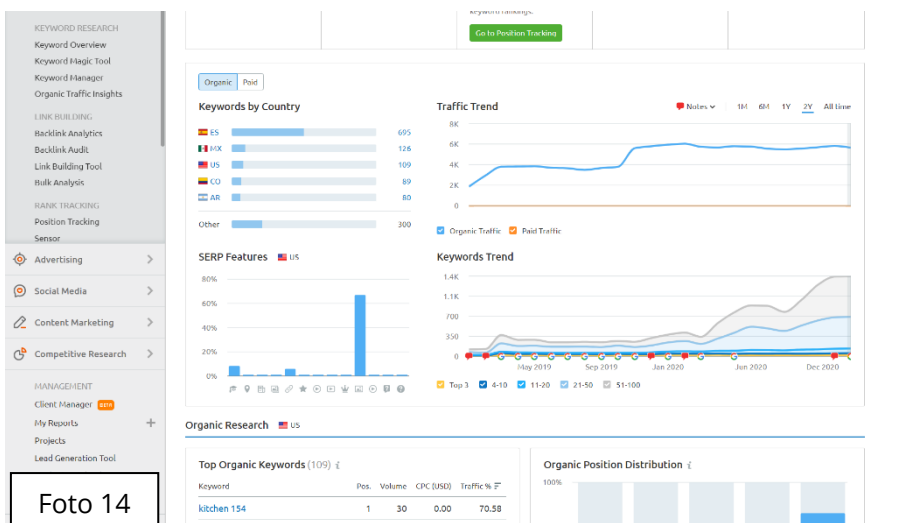 KEYWORD RESEARCH
Keyword Overview
Keyword Magic Tool
Keyword Manager
Organic Traffic Insights
LINK BUILDING
Backlink Analytics
Backlink Audit
Link Building Tool
Bulk Analysis
RANK TRACKING
Position Tracking
Sensor
Advertising
Social Media
Content Marketing
Competitive Research
MANAGEMENT
Client Manager BETA
My Reports
Projects
Lead Generation Tool
Foto 14
keyword rankings.
Go to Position Tracking
Organic Paid
Keywords by Country
ES 695
MX 126
US 109
CO 89
AR 80
Other 300
Traffic Trend
Notes 1M 6M 1Y 2Y All time
8K
6K
4K
2K
0
Organic Traffic Paid Traffic
SERP Features US
80%
60%
40%
20%
0%
Keywords Trend
1.4K
1.1K
700
350
0
May 2019 Sep 2019 Jan 2020 Jun 2020 Dec 2020
Top 3 4-10 11-20 21-50 51-100
Organic Research US
Top Organic Keywords (109) i
Keyword Pos. Volume CPC (USD) Traffic %
kitchen 154 1 30 0.00 70.58
Organic Position Distribution i
100%